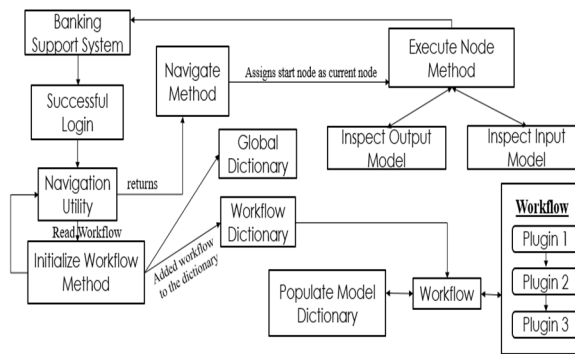 Banking
Support System
Successful
Login
Navigation
Utility
Read Workflow
Initialize Workflow
Method
returns
Navigate
Method
Assigns start node as current node
Execute Node
Method
Inspect Output
Model
Inspect Input
Model
Global
Dictionary
Workflow
Dictionary
Added workflow
to the dictionary
Populate Model
Dictionary
Workflow
Workflow
Plugin 1
Plugin 2
Plugin 3